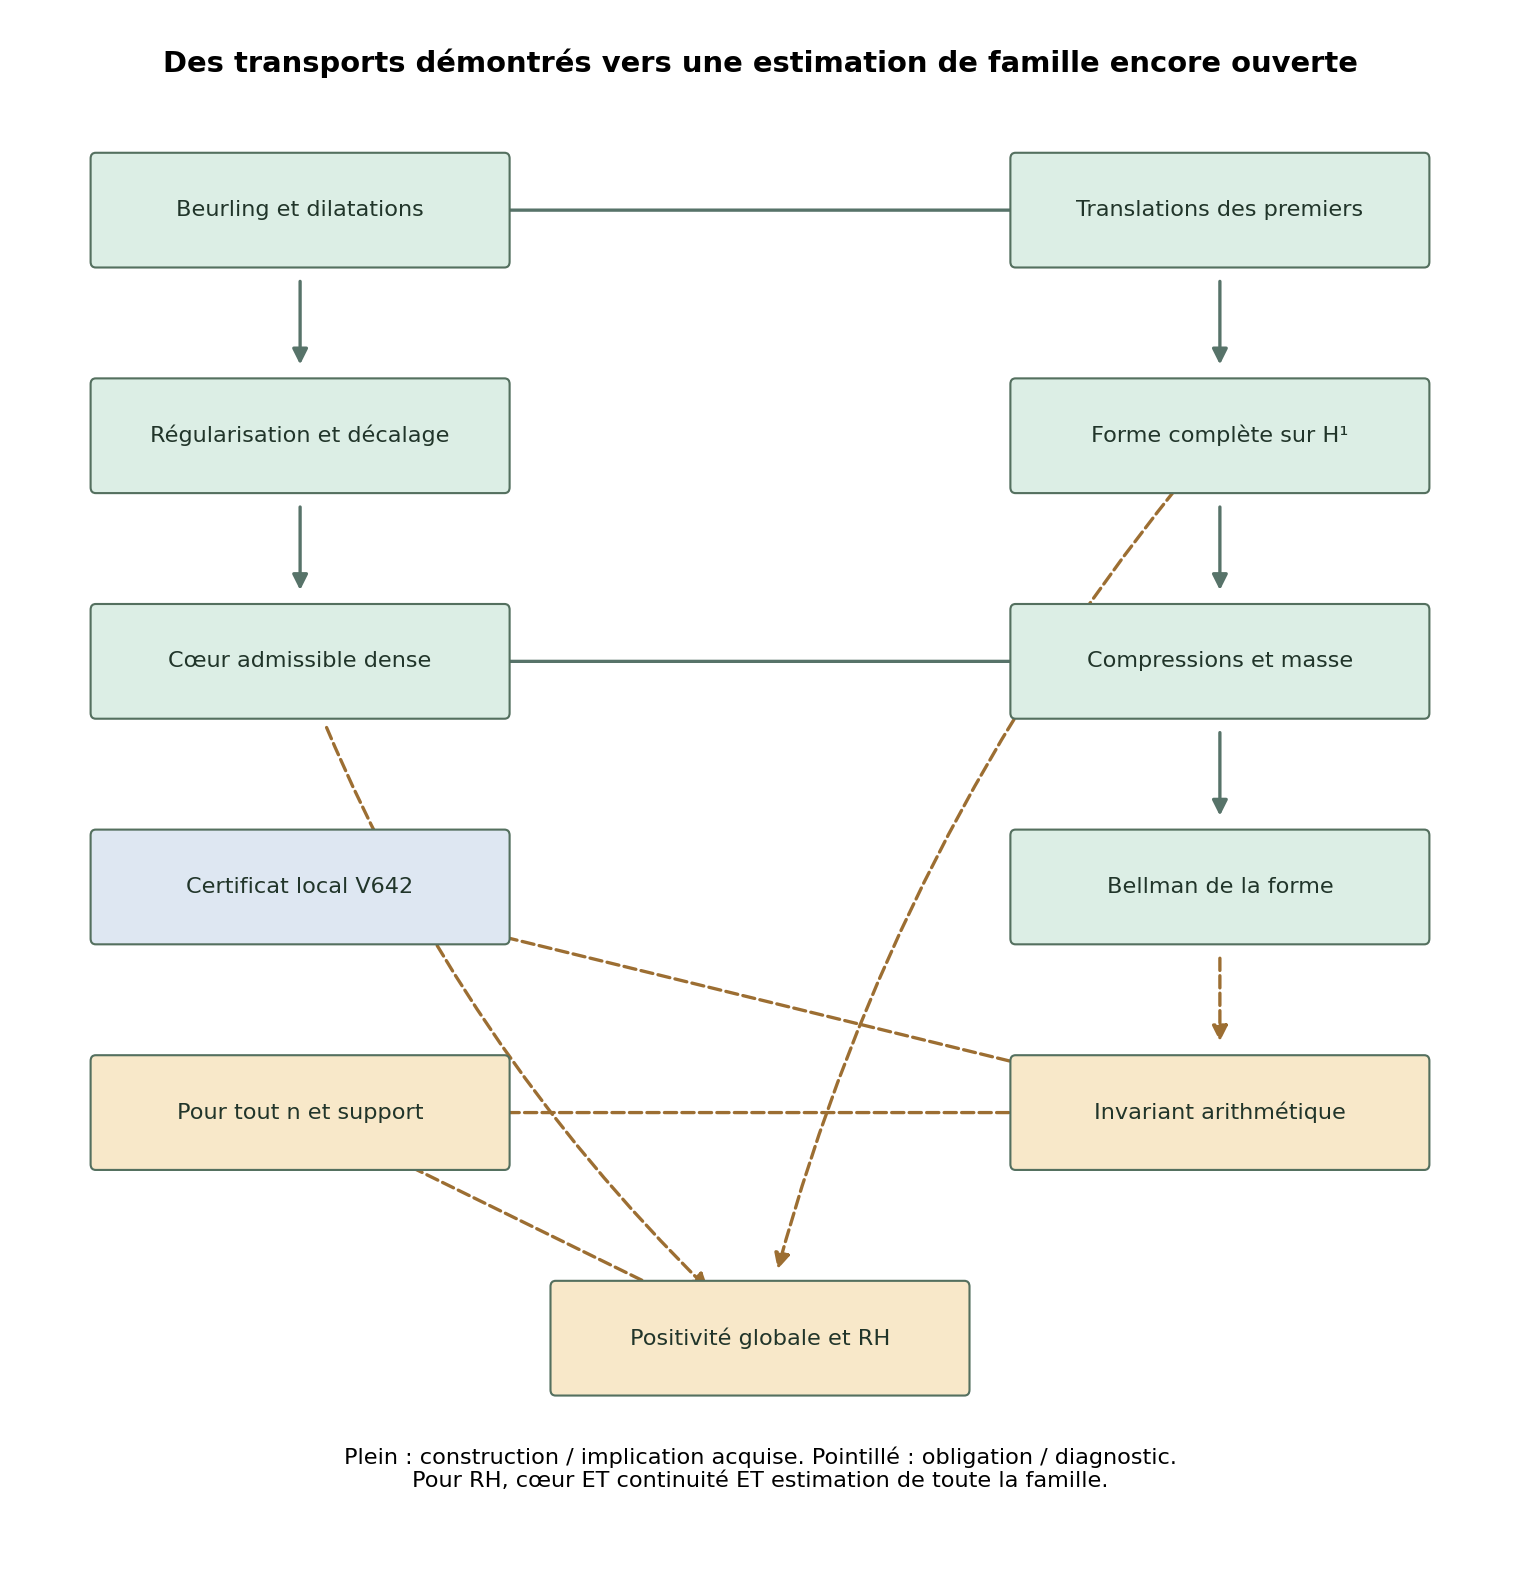 Des transports démontrés vers une estimation de famille encore ouverte
Beurling et dilatations
Translations des premiers
Régularisation et décalage
Forme complète sur H¹
Cœur admissible dense
Compressions et masse
Certificat local V642
Bellman de la forme
Pour tout n et support
Invariant arithmétique
Positivité globale et RH
Plein : construction / implication acquise. Pointillé : obligation / diagnostic.
Pour RH, cœur ET continuité ET estimation de toute la famille.